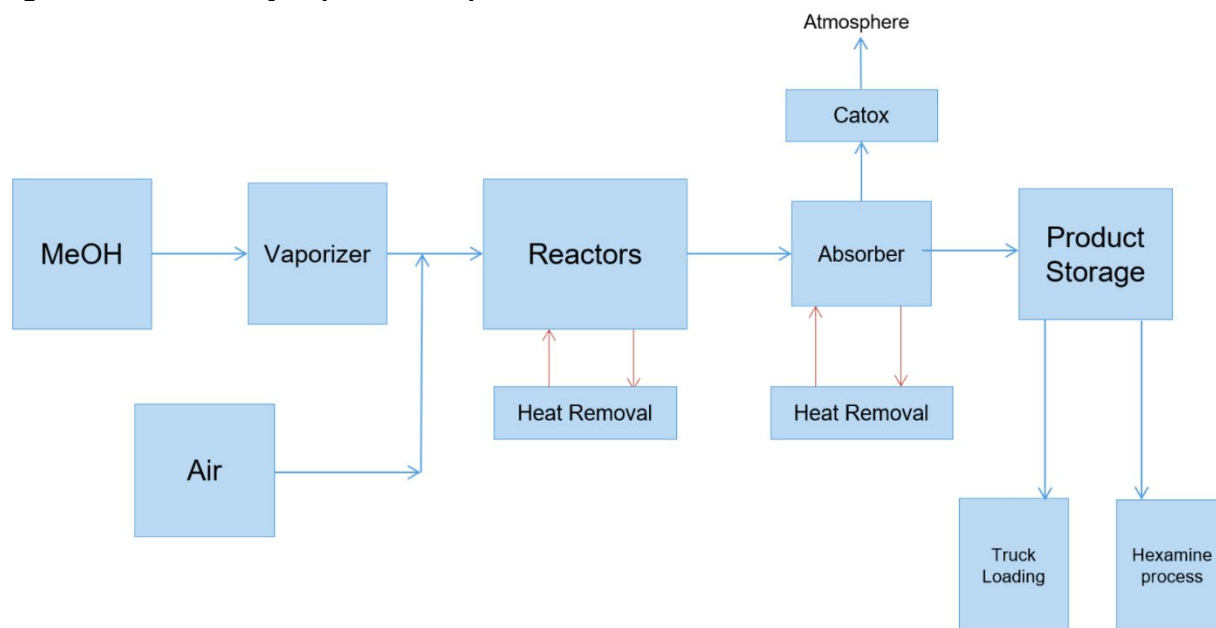 Atmosphere
Catox
MeOH
Vaporizer
Reactors
Absorber
Product
Storage
Heat Removal
Heat Removal
Air
Truck
Loading
Hexamine
process